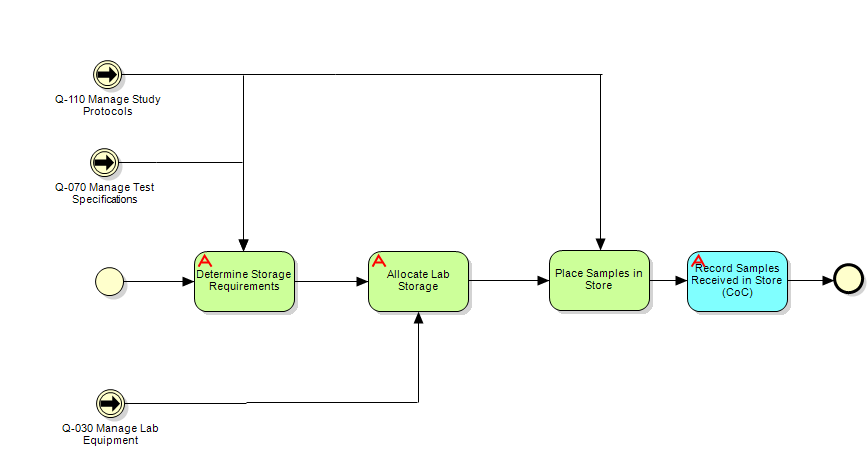 Q-110 Manage Study
Protocols
Q-070 Manage Test
Specifications
Determine Storage
Requirements
Allocate Lab
Storage
Place Samples in
Store
Record Samples
Received in Store
(CoC)
Q-030 Manage Lab
Equipment